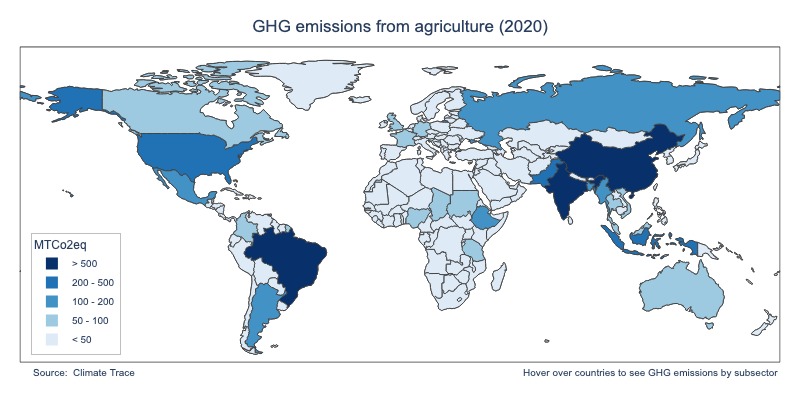 GHG emissions from agriculture (2020)
MTCo2eq
> 500
200 - 500
100 - 200
50 - 100
< 50
Source: Climate Trace
Hover over countries to see GHG emissions by subsector